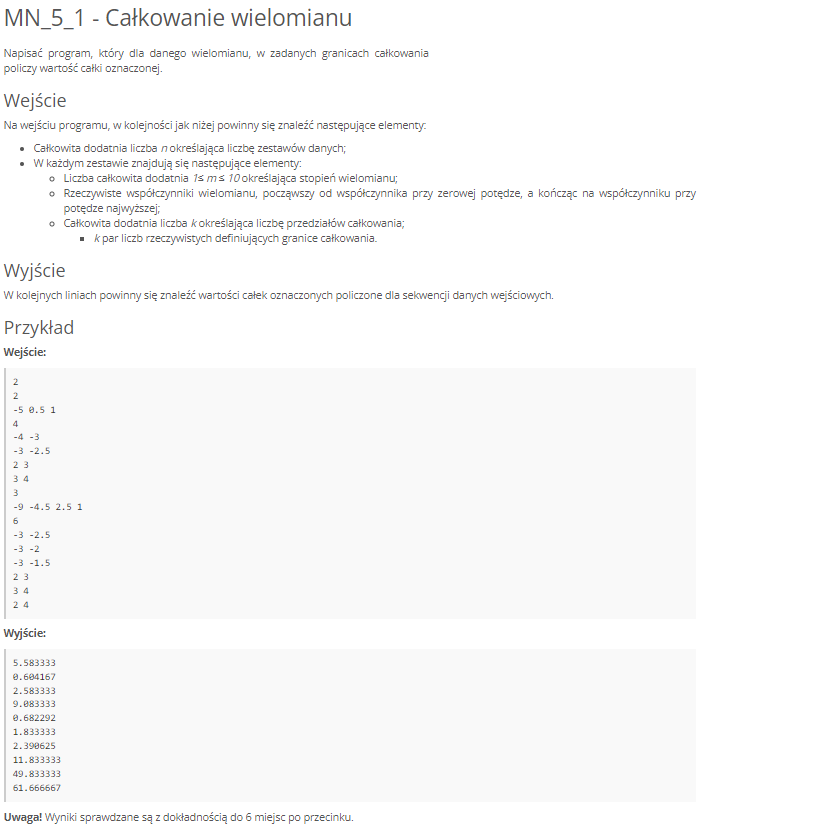 MN_5_1 - Całkowanie wielomianu
Napisać program, który dla danego wielomianu, w zadanych granicach całkowania
policzy wartość całki oznaczonej.
Wejście
Na wejściu programu, w kolejności jak niżej powinny się znaleźć następujące elementy:
• Całkowita dodatnia liczba n określająca liczbę zestawów danych;
• W każdym zestawie znajdują się następujące elementy:
Liczba całkowita dodatnia 1≤ m ≤ 10 określająca stopień wielomianu;
Rzeczywiste współczynniki wielomianu, począwszy od współczynnika przy zerowej potędze, a kończąc na współczynniku przy
potędze najwyższej;
Całkowita dodatnia liczba k określająca liczbę przedziałów całkowania;
k par liczb rzeczywistych definiujących granice całkowania.
Wyjście
W kolejnych liniach powinny się znaleźć wartości całek oznaczonych policzone dla sekwencji danych wejściowych.
Przykład
Wejście:
2
2
-5 0.5 1
4
-4 -3
-3 -2.5
2 3
3 4
3
-9 -4.5 2.5 1
6
-3 -2.5
-3 -2
-3 -1.5
2 3
3 4
2 4
Wyjście:
5.583333
0.604167
2.583333
9.083333
0.682292
1.833333
2.390625
11.833333
49.833333
61.666667
Uwaga! Wyniki sprawdzane są z dokładnością do 6 miejsc po przecinku.